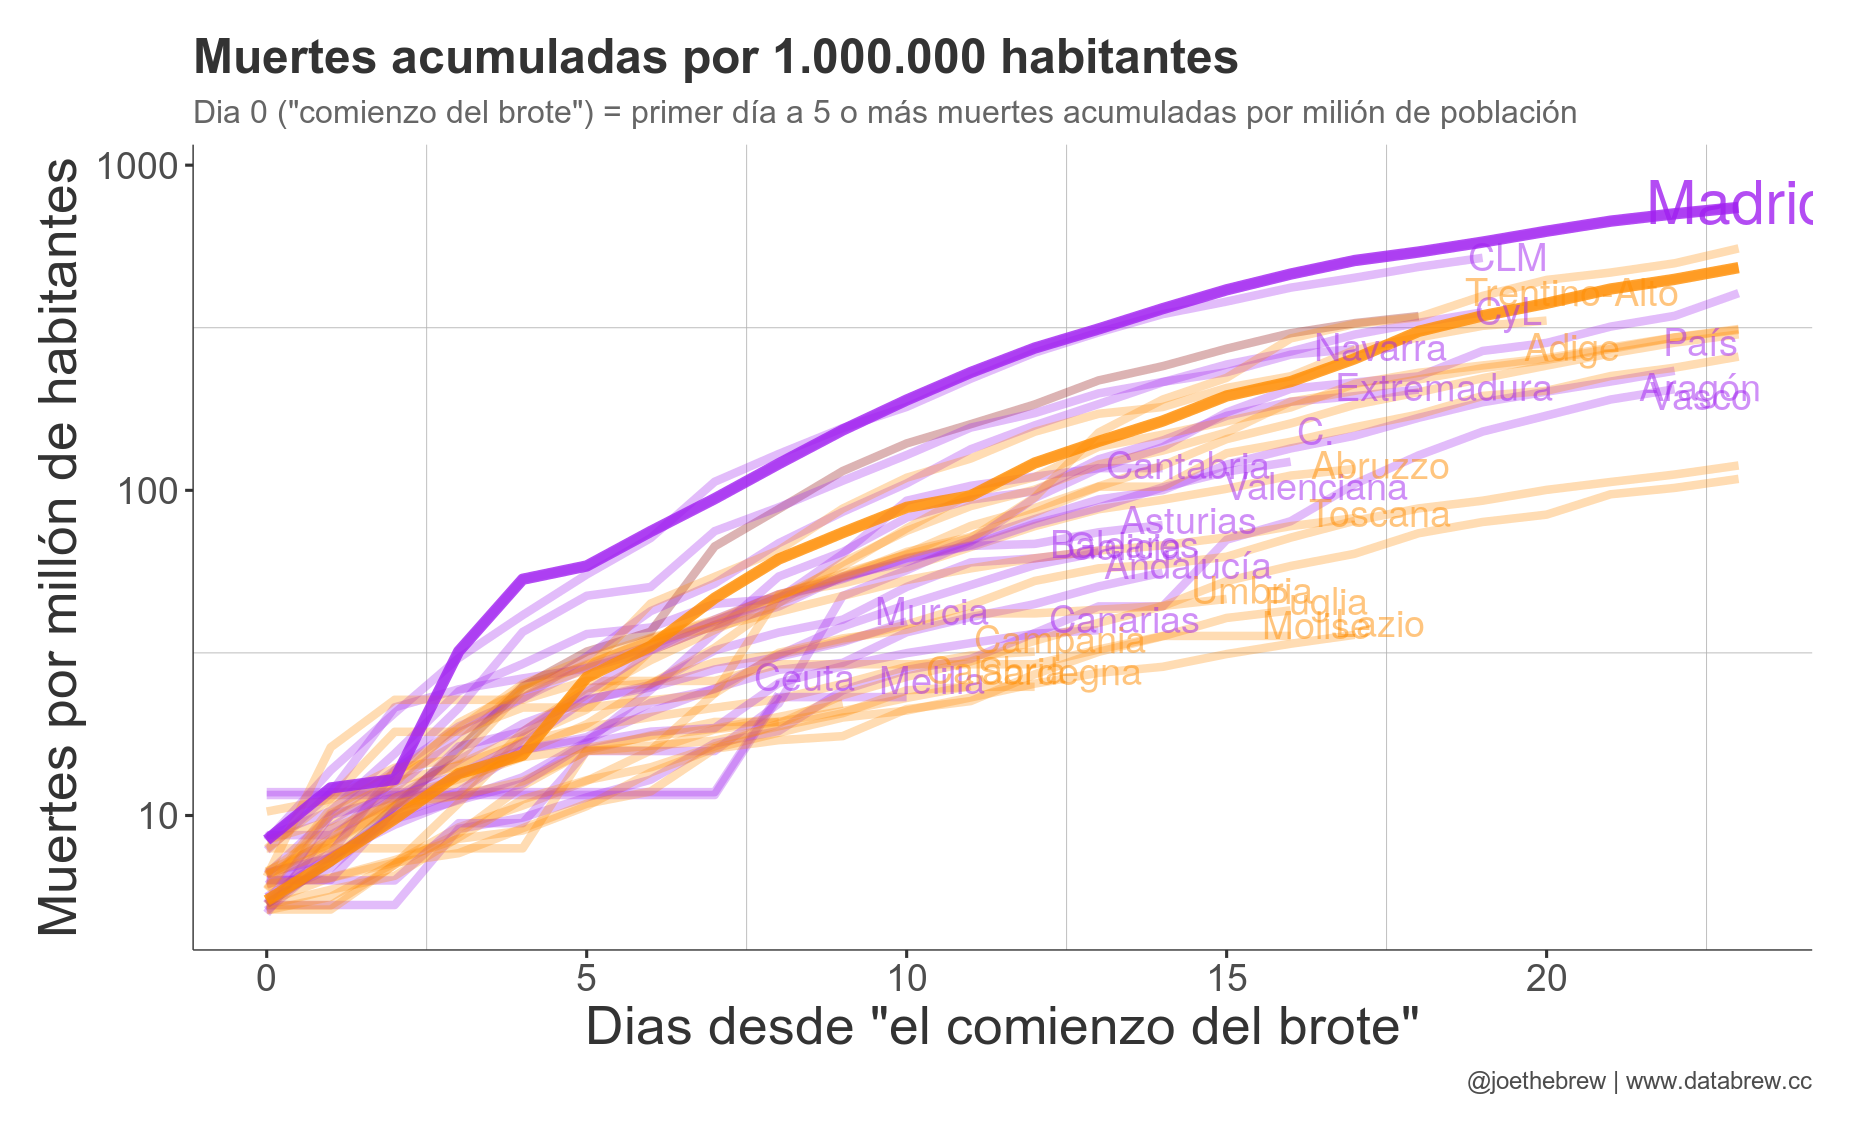 Muertes acumuladas por 1.000.000 habitantes
Dia 0 ("comienzo del brote") = primer día a 5 o más muertes acumuladas por milión de población
Muertes por millón de habitantes
1000
100
10
Madrid
CLM
Trentino-Alto
CyL
País
Navarra
Adige
Extremadura
Aragón
Vasco
C.
Cantabria
Abruzzo
Valenciana
Toscana
Asturias
Baleares
Andalucía
Umbria
Puglia
Murcia
Canarias
Molise
Lazio
Campania
Calabria
Sardegna
Ceuta
Melilla
0
5
10
15
20
Dias desde "el comienzo del brote"
@joethebrew | www.databrew.cc